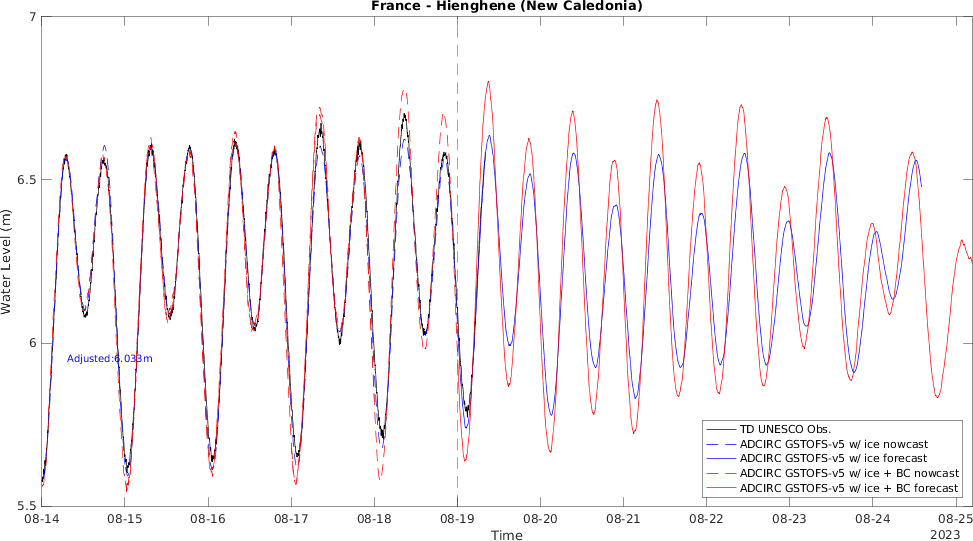 France - Hienghene (New Caledonia)
7
6.5
6
5.5
Water Level (m)
Adjusted:6.033m
TD UNESCO Obs.
ADCIRC GSTOFS-v5 w/ ice nowcast
ADCIRC GSTOFS-v5 w/ ice forecast
ADCIRC GSTOFS-v5 w/ ice + BC nowcast
ADCIRC GSTOFS-v5 w/ ice + BC forecast
08-14 08-15 08-16 08-17 08-18 08-19 08-20 08-21 08-22 08-23 08-24 08-25
Time 2023